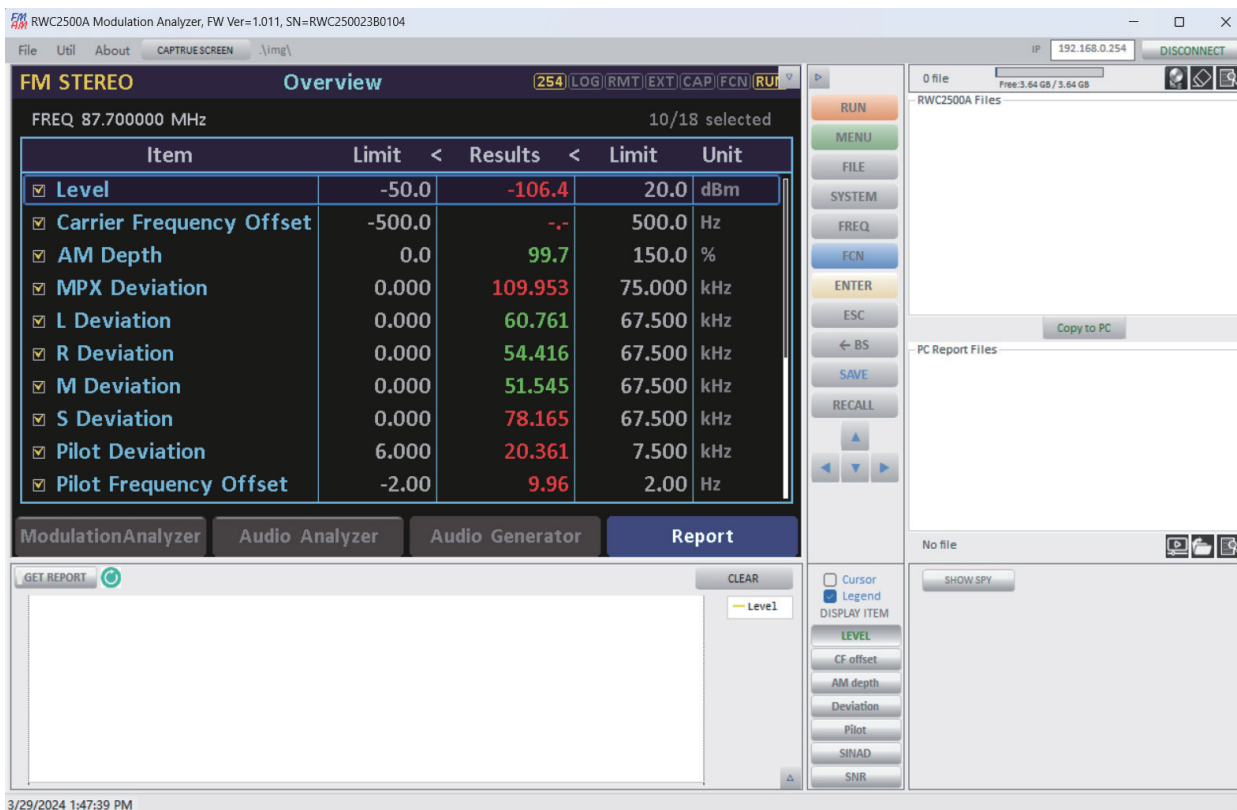 FM AM RWC2500A Modulation Analyzer, FW Ver=1.011, SN=RWC250023B0104
File Util About CAPTRUE SCREEN .\img\ IP 192.168.0.254 DISCONNECT
FM STEREO Overview 254 LOG RMT EXT CAP FCN RUN
FREQ 87.700000 MHz 10/18 selected
Item Limit < Results < Limit Unit
Level -50.0 -106.4 20.0 dBm
Carrier Frequency Offset -500.0 -.- 500.0 Hz
AM Depth 0.0 99.7 150.0 %
MPX Deviation 0.000 109.953 75.000 kHz
L Deviation 0.000 60.761 67.500 kHz
R Deviation 0.000 54.416 67.500 kHz
M Deviation 0.000 51.545 67.500 kHz
S Deviation 0.000 78.165 67.500 kHz
Pilot Deviation 6.000 20.361 7.500 kHz
Pilot Frequency Offset -2.00 9.96 2.00 Hz
ModulationAnalyzer Audio Analyzer Audio Generator Report
RUN
MENU
FILE
SYSTEM
FREQ
FCN
ENTER
ESC
← BS
SAVE
RECALL
0 file Free:3.64 GB / 3.64 GB
RWC2500A Files
Copy to PC
PC Report Files
No file
GET REPORT CLEAR
Level
Cursor
Legend
DISPLAY ITEM
LEVEL
CF offset
AM depth
Deviation
Pilot
SINAD
SNR
SHOW SPY
3/29/2024 1:47:39 PM